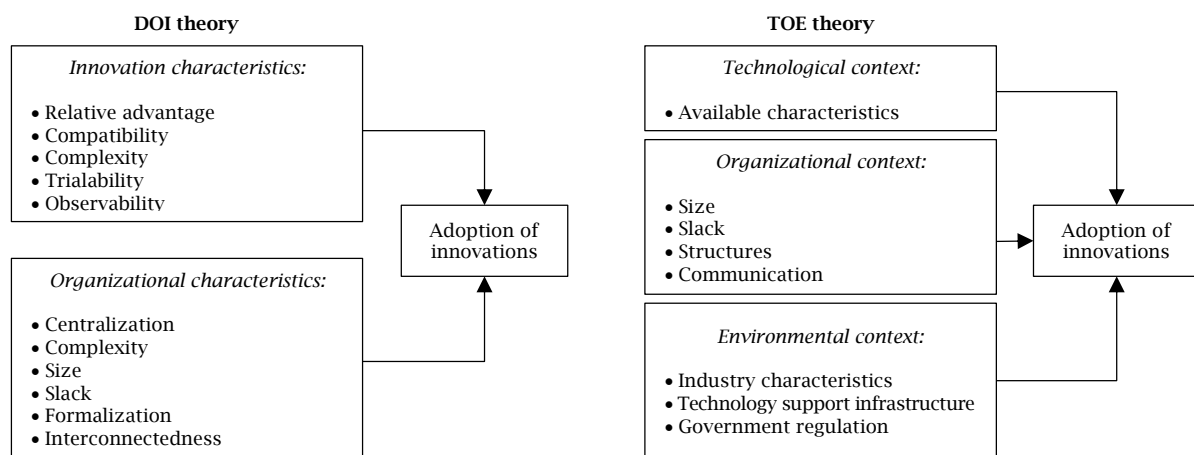 DOI theory
Innovation characteristics:
• Relative advantage
• Compatibility
• Complexity
• Trialability
• Observability
Organizational characteristics:
• Centralization
• Complexity
• Size
• Slack
• Formalization
• Interconnectedness
Adoption of
innovations
TOE theory
Technological context:
• Available characteristics
Organizational context:
• Size
• Slack
• Structures
• Communication
Environmental context:
• Industry characteristics
• Technology support infrastructure
• Government regulation
Adoption of
innovations